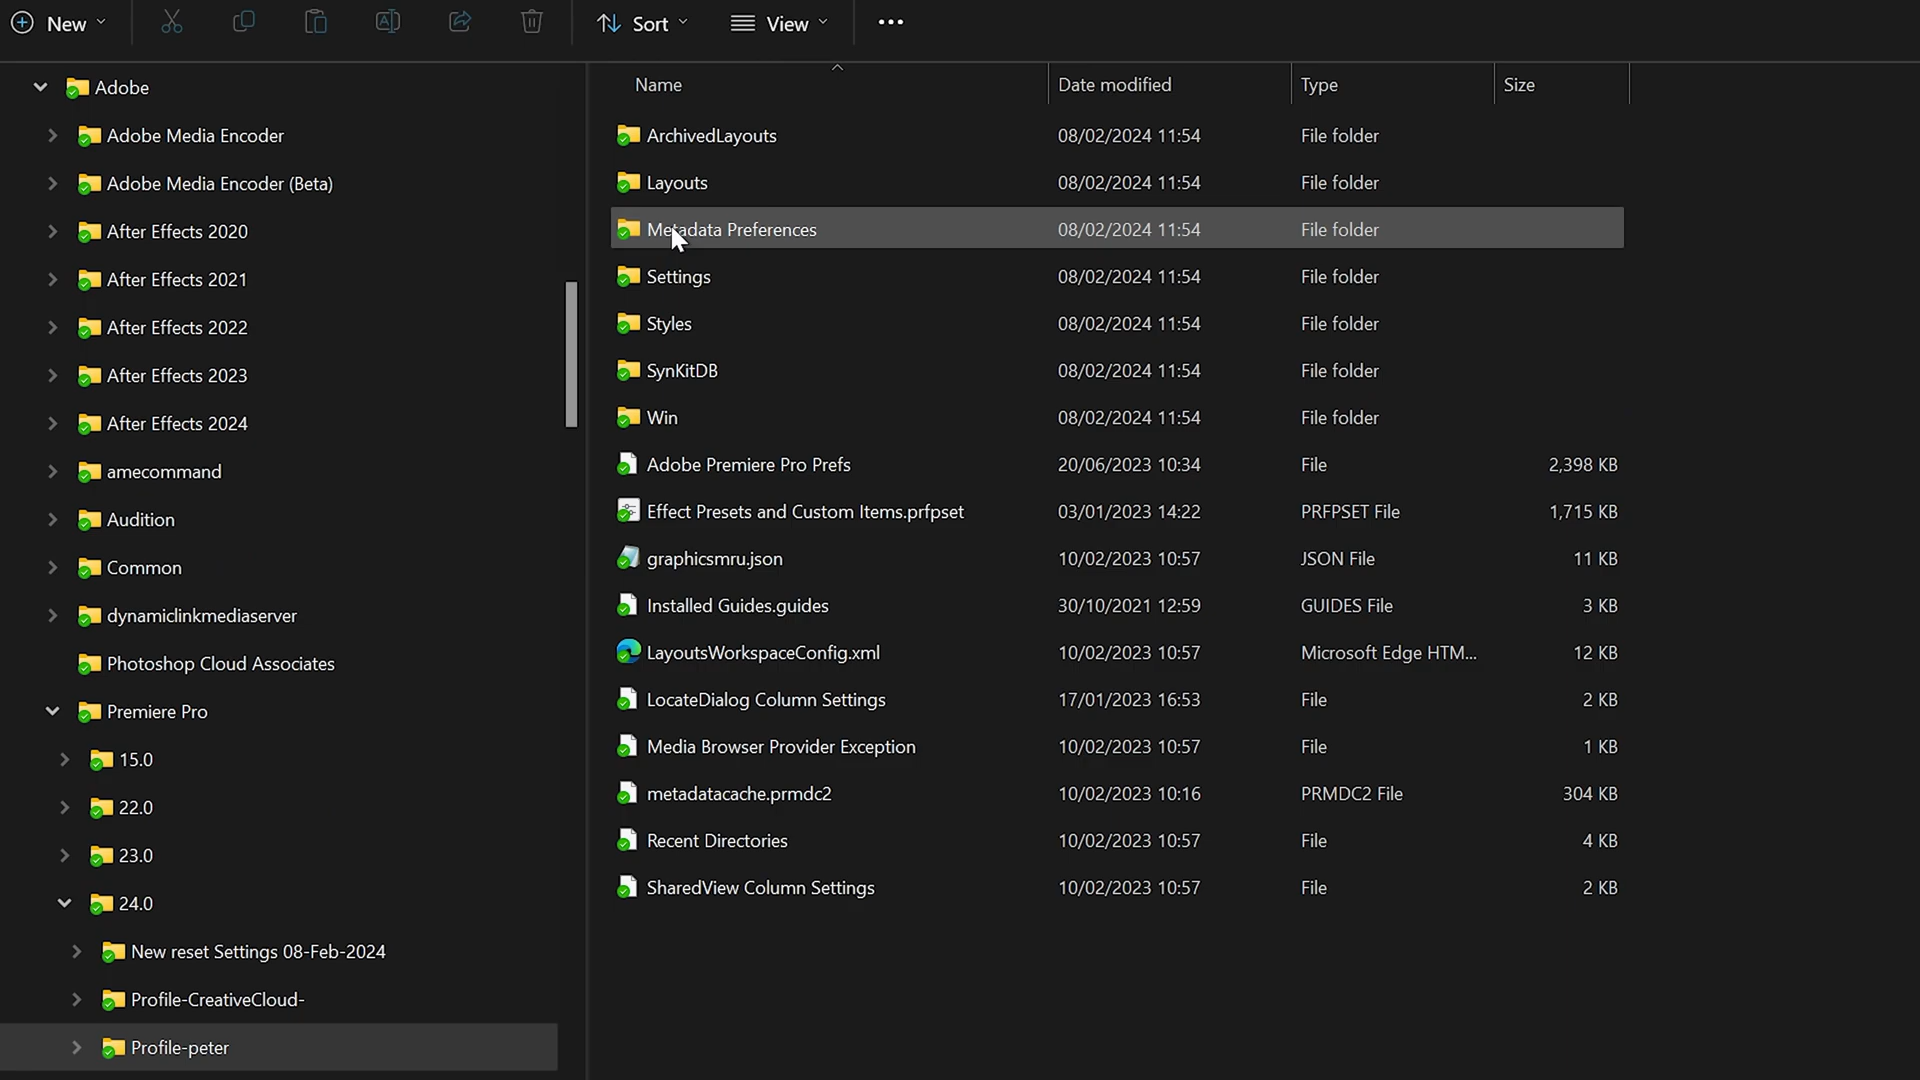 New Sort View
Adobe
Adobe Media Encoder
Adobe Media Encoder (Beta)
After Effects 2020
After Effects 2021
After Effects 2022
After Effects 2023
After Effects 2024
amecommand
Audition
Common
dynamiclinkmediaserver
Photoshop Cloud Associates
Premiere Pro
15.0
22.0
23.0
24.0
New reset Settings 08-Feb-2024
Profile-CreativeCloud-
Profile-peter
Name Date modified Type Size
ArchivedLayouts 08/02/2024 11:54 File folder
Layouts 08/02/2024 11:54 File folder
Metadata Preferences 08/02/2024 11:54 File folder
Settings 08/02/2024 11:54 File folder
Styles 08/02/2024 11:54 File folder
SynKitDB 08/02/2024 11:54 File folder
Win 08/02/2024 11:54 File folder
Adobe Premiere Pro Prefs 20/06/2023 10:34 File 2,398 KB
Effect Presets and Custom Items.prfpset 03/01/2023 14:22 PRFPSET File 1,715 KB
graphicsmru.json 10/02/2023 10:57 JSON File 11 KB
Installed Guides.guides 30/10/2021 12:59 GUIDES File 3 KB
LayoutsWorkspaceConfig.xml 10/02/2023 10:57 Microsoft Edge HTM... 12 KB
LocateDialog Column Settings 17/01/2023 16:53 File 2 KB
Media Browser Provider Exception 10/02/2023 10:57 File 1 KB
metadatacache.prmdc2 10/02/2023 10:16 PRMDC2 File 304 KB
Recent Directories 10/02/2023 10:57 File 4 KB
SharedView Column Settings 10/02/2023 10:57 File 2 KB